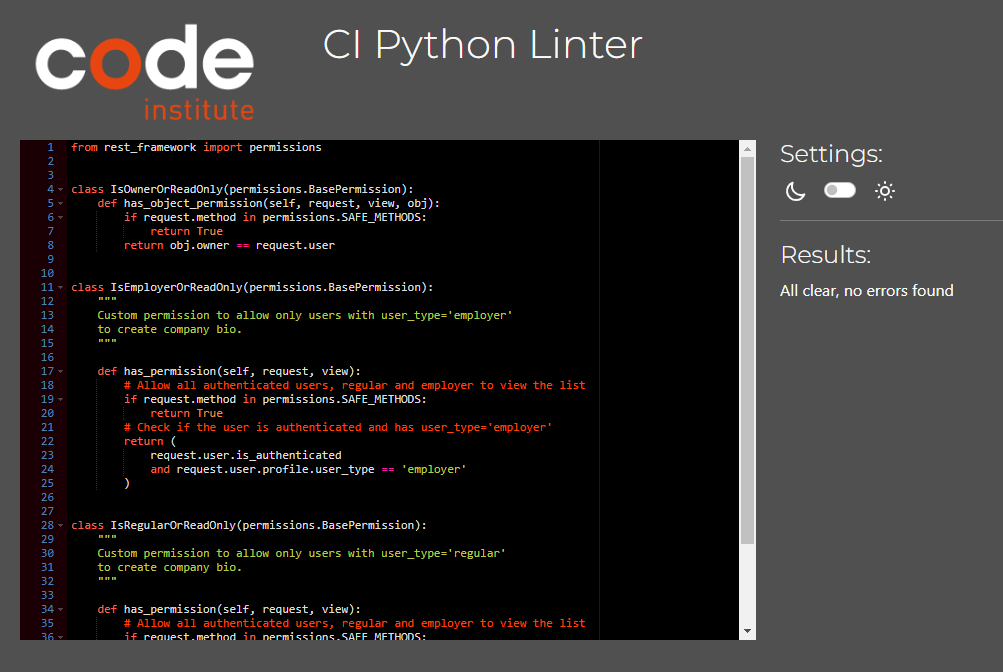 code
institute
CI Python Linter
1 from rest_framework import permissions
2
3
4 class IsOwnerOrReadOnly(permissions.BasePermission):
5     def has_object_permission(self, request, view, obj):
6         if request.method in permissions.SAFE_METHODS:
7             return True
8         return obj.owner == request.user
9
10
11 class IsEmployerOrReadOnly(permissions.BasePermission):
12     """
13     Custom permission to allow only users with user_type='employer'
14     to create company bio.
15     """
16
17     def has_permission(self, request, view):
18         # Allow all authenticated users, regular and employer to view the list
19         if request.method in permissions.SAFE_METHODS:
20             return True
21         # Check if the user is authenticated and has user_type='employer'
22         return (
23             request.user.is_authenticated
24             and request.user.profile.user_type == 'employer'
25         )
26
27
28 class IsRegularOrReadOnly(permissions.BasePermission):
29     """
30     Custom permission to allow only users with user_type='regular'
31     to create company bio.
32     """
33
34     def has_permission(self, request, view):
35         # Allow all authenticated users, regular and employer to view the list
36         if request.method in permissions.SAFE_METHODS:
Settings:
Results:
All clear, no errors found